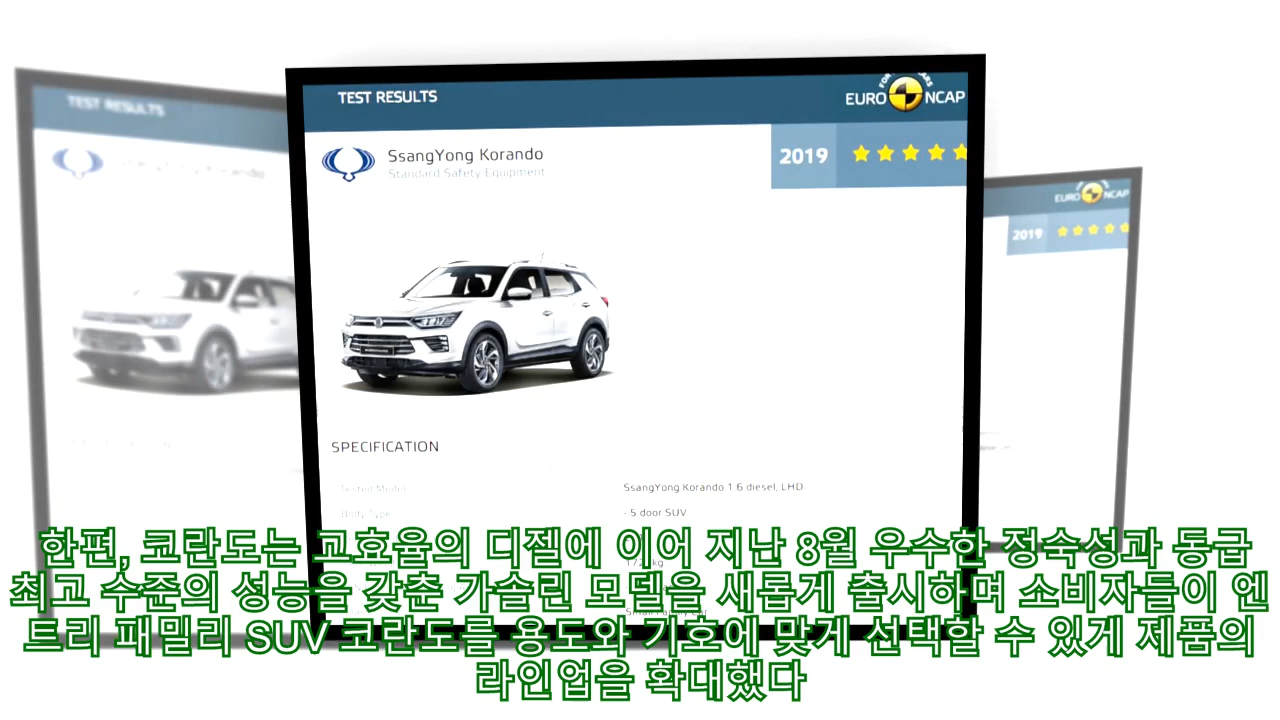 TEST RESULTS
EURO NCAP
SsangYong Korando
Standard Safety Equipment
2019
SPECIFICATION
Tested Model
SsangYong Korando 1.6 diesel, LHD
Body Type
- 5 door SUV
TEST RESULTS
EURO NCAP
2019
한편, 코란도는 고효율의 디젤에 이어 지난 8월 우수한 정숙성과 동급
최고 수준의 성능을 갖춘 가솔린 모델을 새롭게 출시하며 소비자들이 엔
트리 패밀리 SUV 코란도를 용도와 기호에 맞게 선택할 수 있게 제품의
라인업을 확대했다